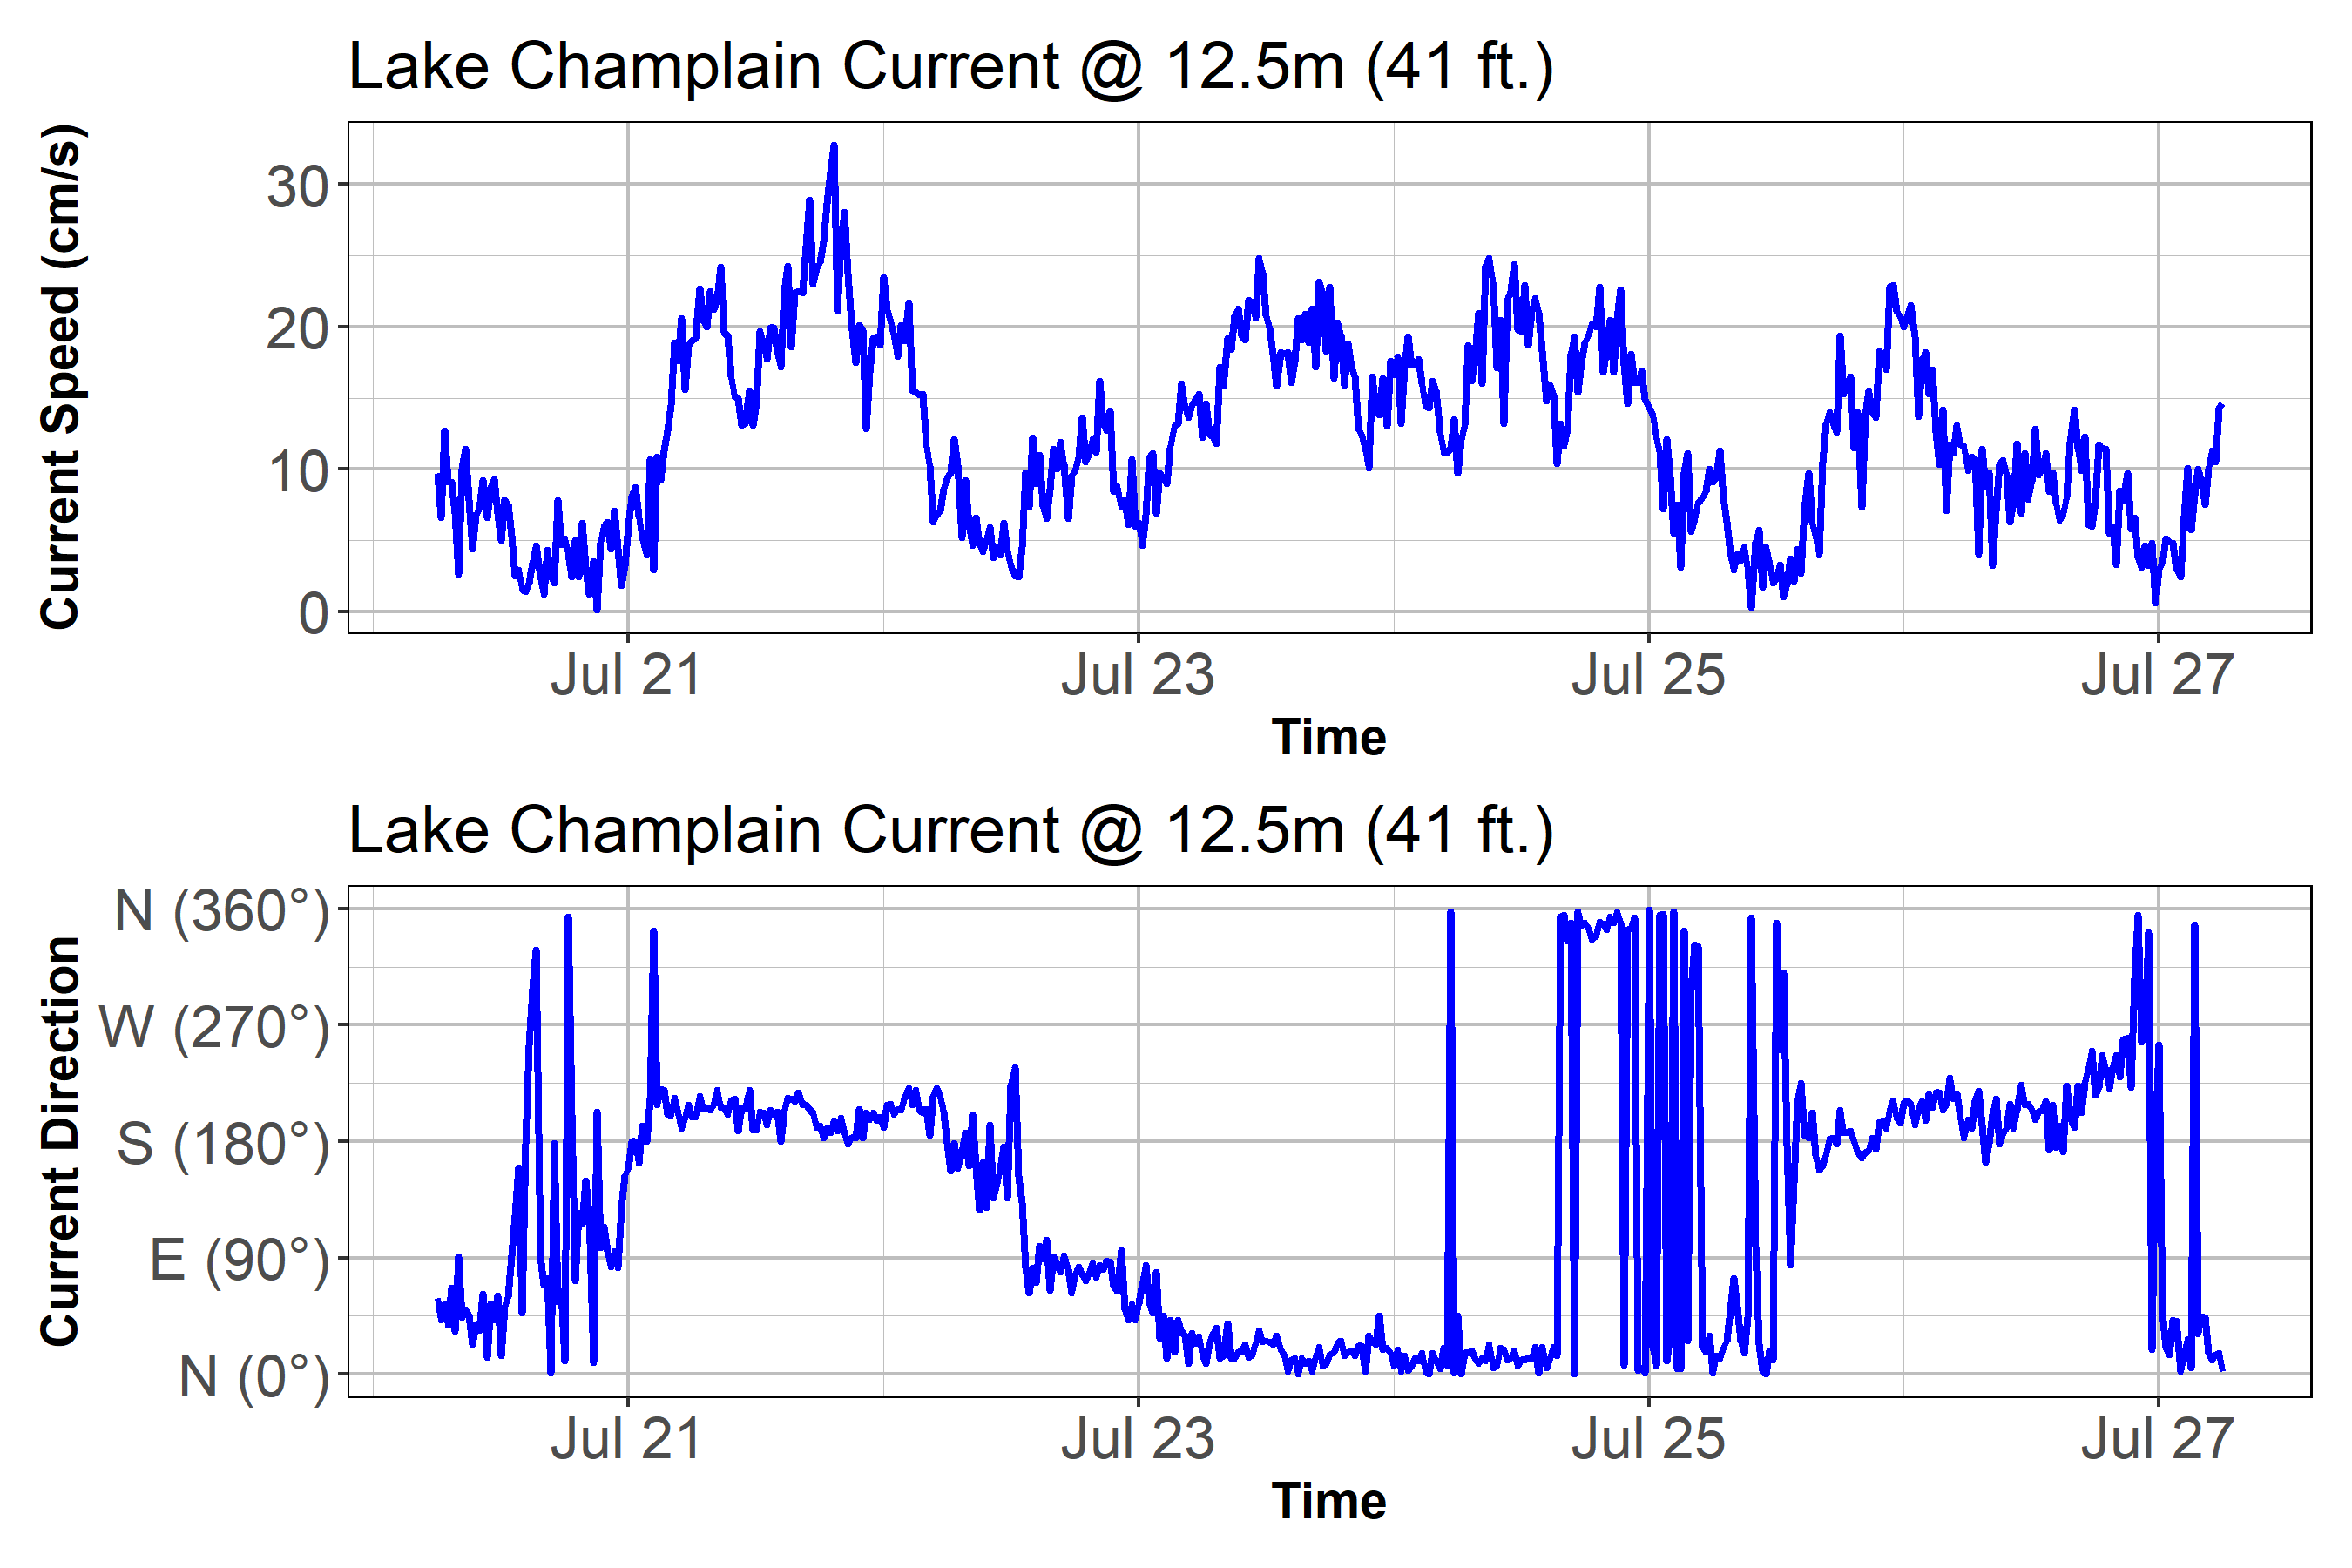 Lake Champlain Current @ 12.5m (41 ft.)
Current Speed (cm/s)
30
20
10
0
Jul 21 Jul 23 Jul 25 Jul 27
Time
Lake Champlain Current @ 12.5m (41 ft.)
Current Direction
N (360°)
W (270°)
S (180°)
E (90°)
N (0°)
Jul 21 Jul 23 Jul 25 Jul 27
Time